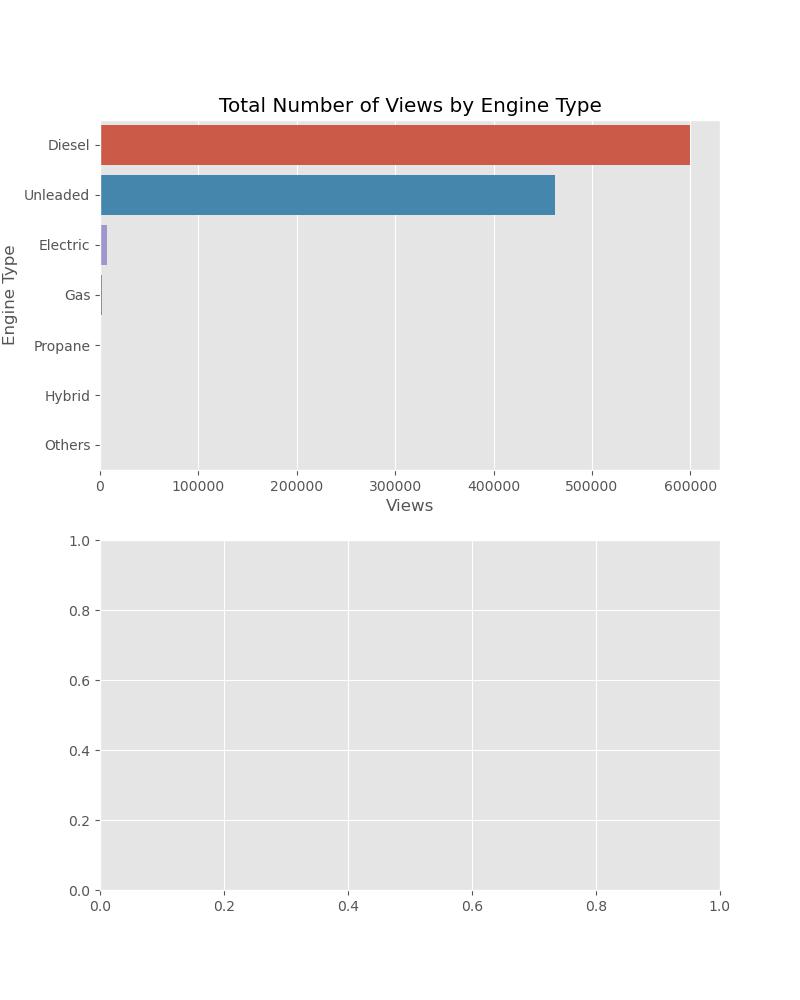 Total Number of Views by Engine Type
Engine Type
Diesel
Unleaded
Electric
Gas
Propane
Hybrid
Others
0 100000 200000 300000 400000 500000 600000
Views
1.0
0.8
0.6
0.4
0.2
0.0
0.0 0.2 0.4 0.6 0.8 1.0